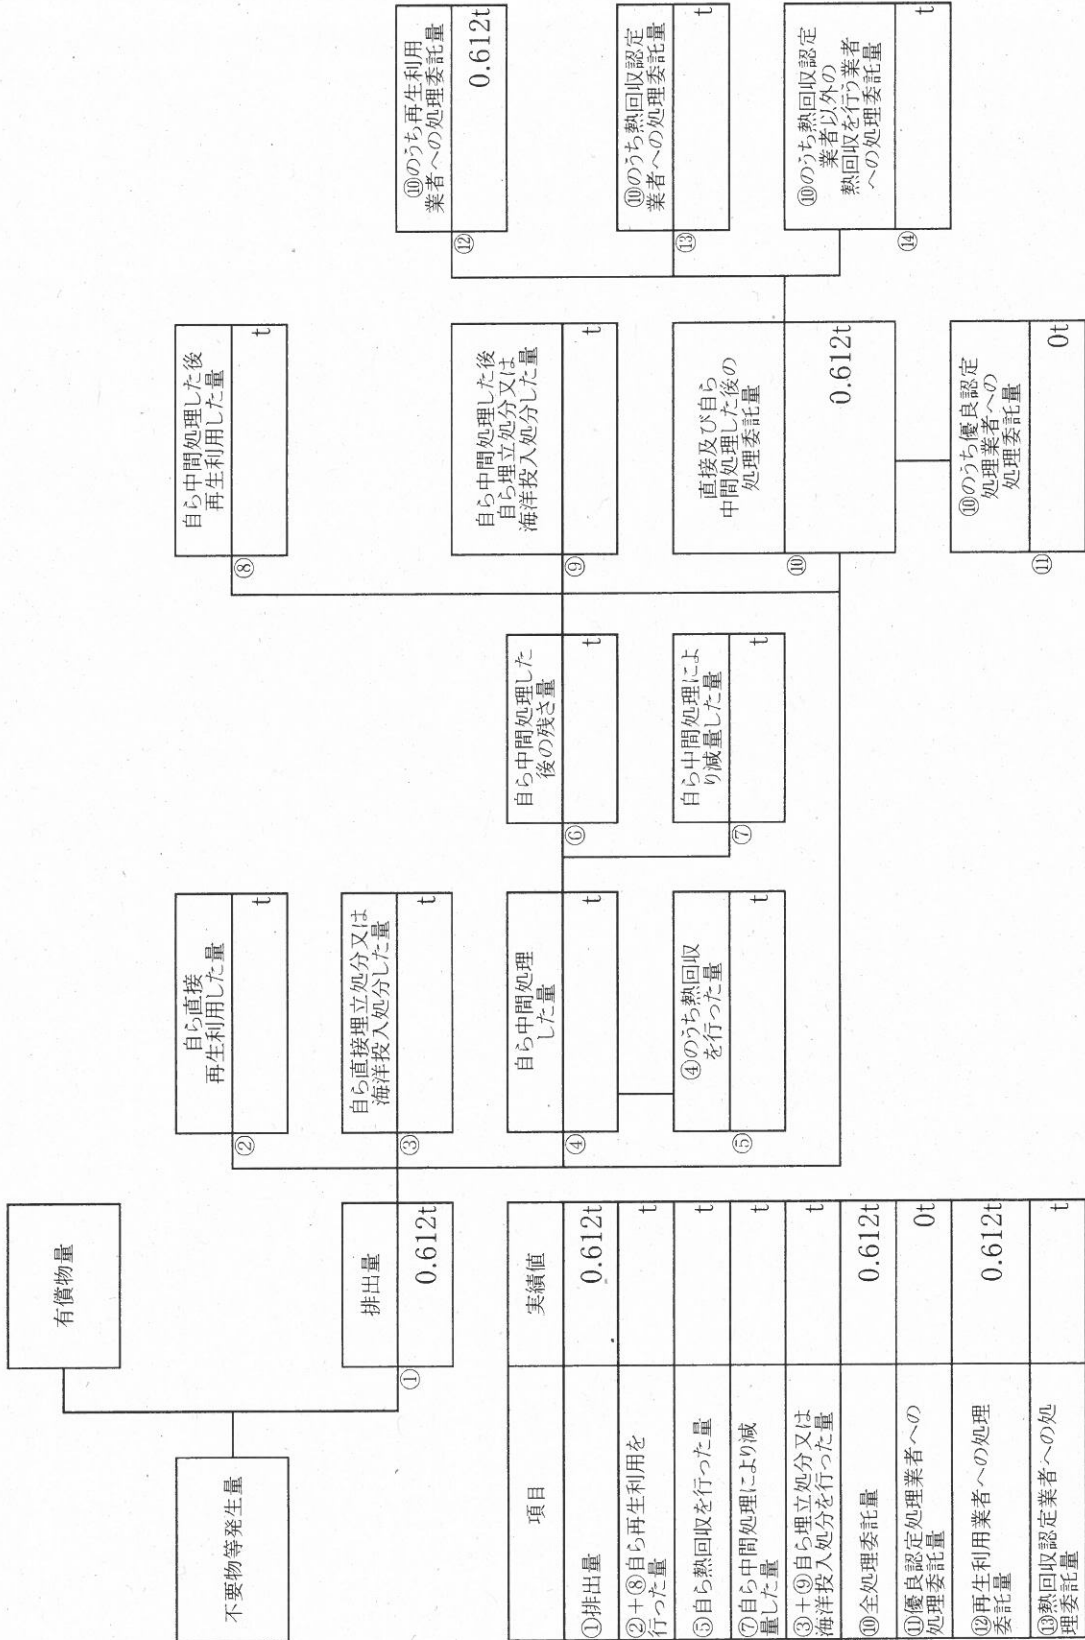 不要物等発生量
有償物量
排出量
①
0.612t
自ら直接
再生利用した量
②
t
自ら直接埋立処分又は
海洋投入処分した量
③
t
自ら中間処理
した量
④
t
④のうち熱回収
を行った量
⑤
t
自ら中間処理した
後の残さ量
⑥
t
自ら中間処理によ
り減量した量
⑦
t
自ら中間処理した後
再生利用した量
⑧
t
自ら中間処理した後
自ら埋立処分又は
海洋投入処分した量
⑨
t
直接及び自ら
中間処理した後の
処理委託量
⑩
0.612t
⑩のうち優良認定
処理業者への
処理委託量
⑪
0t
⑩のうち再生利用
業者への処理委託量
⑫
0.612t
⑩のうち熱回収認定
業者への処理委託量
⑬
t
⑩のうち熱回収認定
業者以外の
熱回収を行う業者
への処理委託量
⑭
t
項目 実績値
①排出量 0.612t
②+⑧自ら再生利用を
行った量 t
⑤自ら熱回収を行った量 t
⑦自ら中間処理により減
量した量 t
③+⑨自ら埋立処分又は
海洋投入処分を行った量 t
⑩全処理委託量 0.612t
⑪優良認定処理業者への
処理委託量 0t
⑫再生利用業者への処理
委託量 0.612t
⑬熱回収認定業者への処
理委託量 t